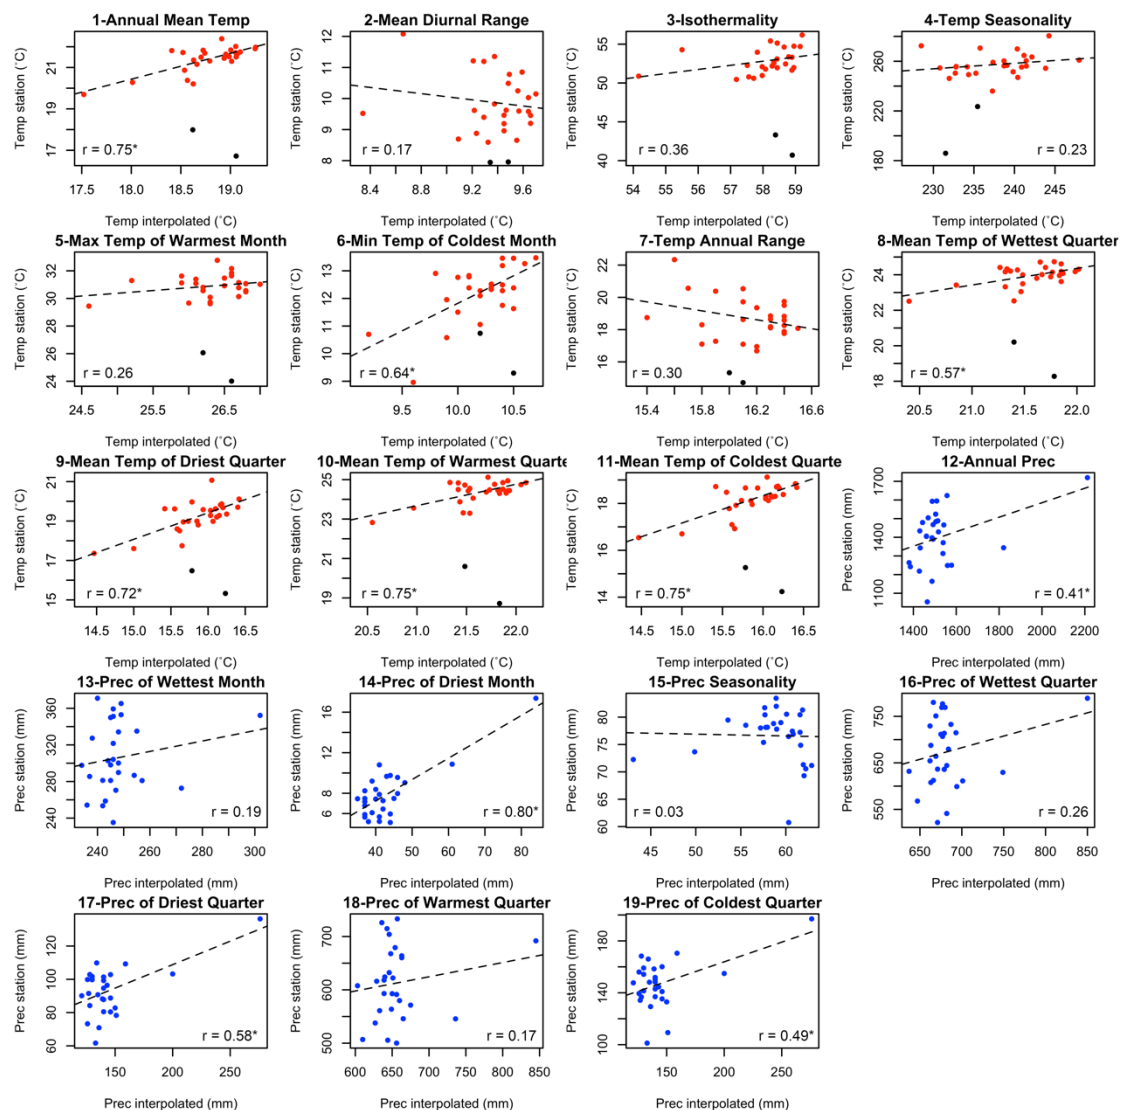 1-Annual Mean Temp
Temp station (˚C)
21
19
17
r = 0.75*
17.5 18.0 18.5 19.0
Temp interpolated (˚C)
2-Mean Diurnal Range
Temp station (˚C)
12
11
10
9
8
r = 0.17
8.4 8.8 9.2 9.6
Temp interpolated (˚C)
3-Isothermality
Temp station (˚C)
55
50
45
40
r = 0.36
54 55 56 57 58 59
Temp interpolated (˚C)
4-Temp Seasonality
Temp station (˚C)
260
220
180
r = 0.23
230 235 240 245
Temp interpolated (˚C)
5-Max Temp of Warmest Month
Temp station (˚C)
32
30
28
26
24
r = 0.26
24.5 25.5 26.5
Temp interpolated (˚C)
6-Min Temp of Coldest Month
Temp station (˚C)
13
12
11
10
9
r = 0.64*
9.5 10.0 10.5
Temp interpolated (˚C)
7-Temp Annual Range
Temp station (˚C)
22
20
18
16
r = 0.30
15.4 15.8 16.2 16.6
Temp interpolated (˚C)
8-Mean Temp of Wettest Quarter
Temp station (˚C)
24
22
20
18
r = 0.57*
20.5 21.0 21.5 22.0
Temp interpolated (˚C)
9-Mean Temp of Driest Quarter
Temp station (˚C)
21
19
17
15
r = 0.72*
14.5 15.0 15.5 16.0 16.5
Temp interpolated (˚C)
10-Mean Temp of Warmest Quarte
Temp station (˚C)
25
23
21
19
r = 0.75*
20.5 21.0 21.5 22.0
Temp interpolated (˚C)
11-Mean Temp of Coldest Quarte
Temp station (˚C)
18
16
14
r = 0.75*
14.5 15.0 15.5 16.0 16.5
Temp interpolated (˚C)
12-Annual Prec
Prec station (mm)
1700
1400
1100
r = 0.41*
1400 1600 1800 2000 2200
Prec interpolated (mm)
13-Prec of Wettest Month
Prec station (mm)
360
320
280
240
r = 0.19
240 260 280 300
Prec interpolated (mm)
14-Prec of Driest Month
Prec station (mm)
18
14
10
6
r = 0.80*
40 50 60 70 80
Prec interpolated (mm)
15-Prec Seasonality
Prec station (mm)
80
75
70
65
60
r = 0.03
45 50 55 60
Prec interpolated (mm)
16-Prec of Wettest Quarter
Prec station (mm)
750
650
550
r = 0.26
650 700 750 800 850
Prec interpolated (mm)
17-Prec of Driest Quarter
Prec station (mm)
120
100
80
60
r = 0.58*
150 200 250
Prec interpolated (mm)
18-Prec of Warmest Quarter
Prec station (mm)
700
600
500
r = 0.17
600 650 700 750 800 850
Prec interpolated (mm)
19-Prec of Coldest Quarter
Prec station (mm)
180
140
100
r = 0.49*
150 200 250
Prec interpolated (mm)